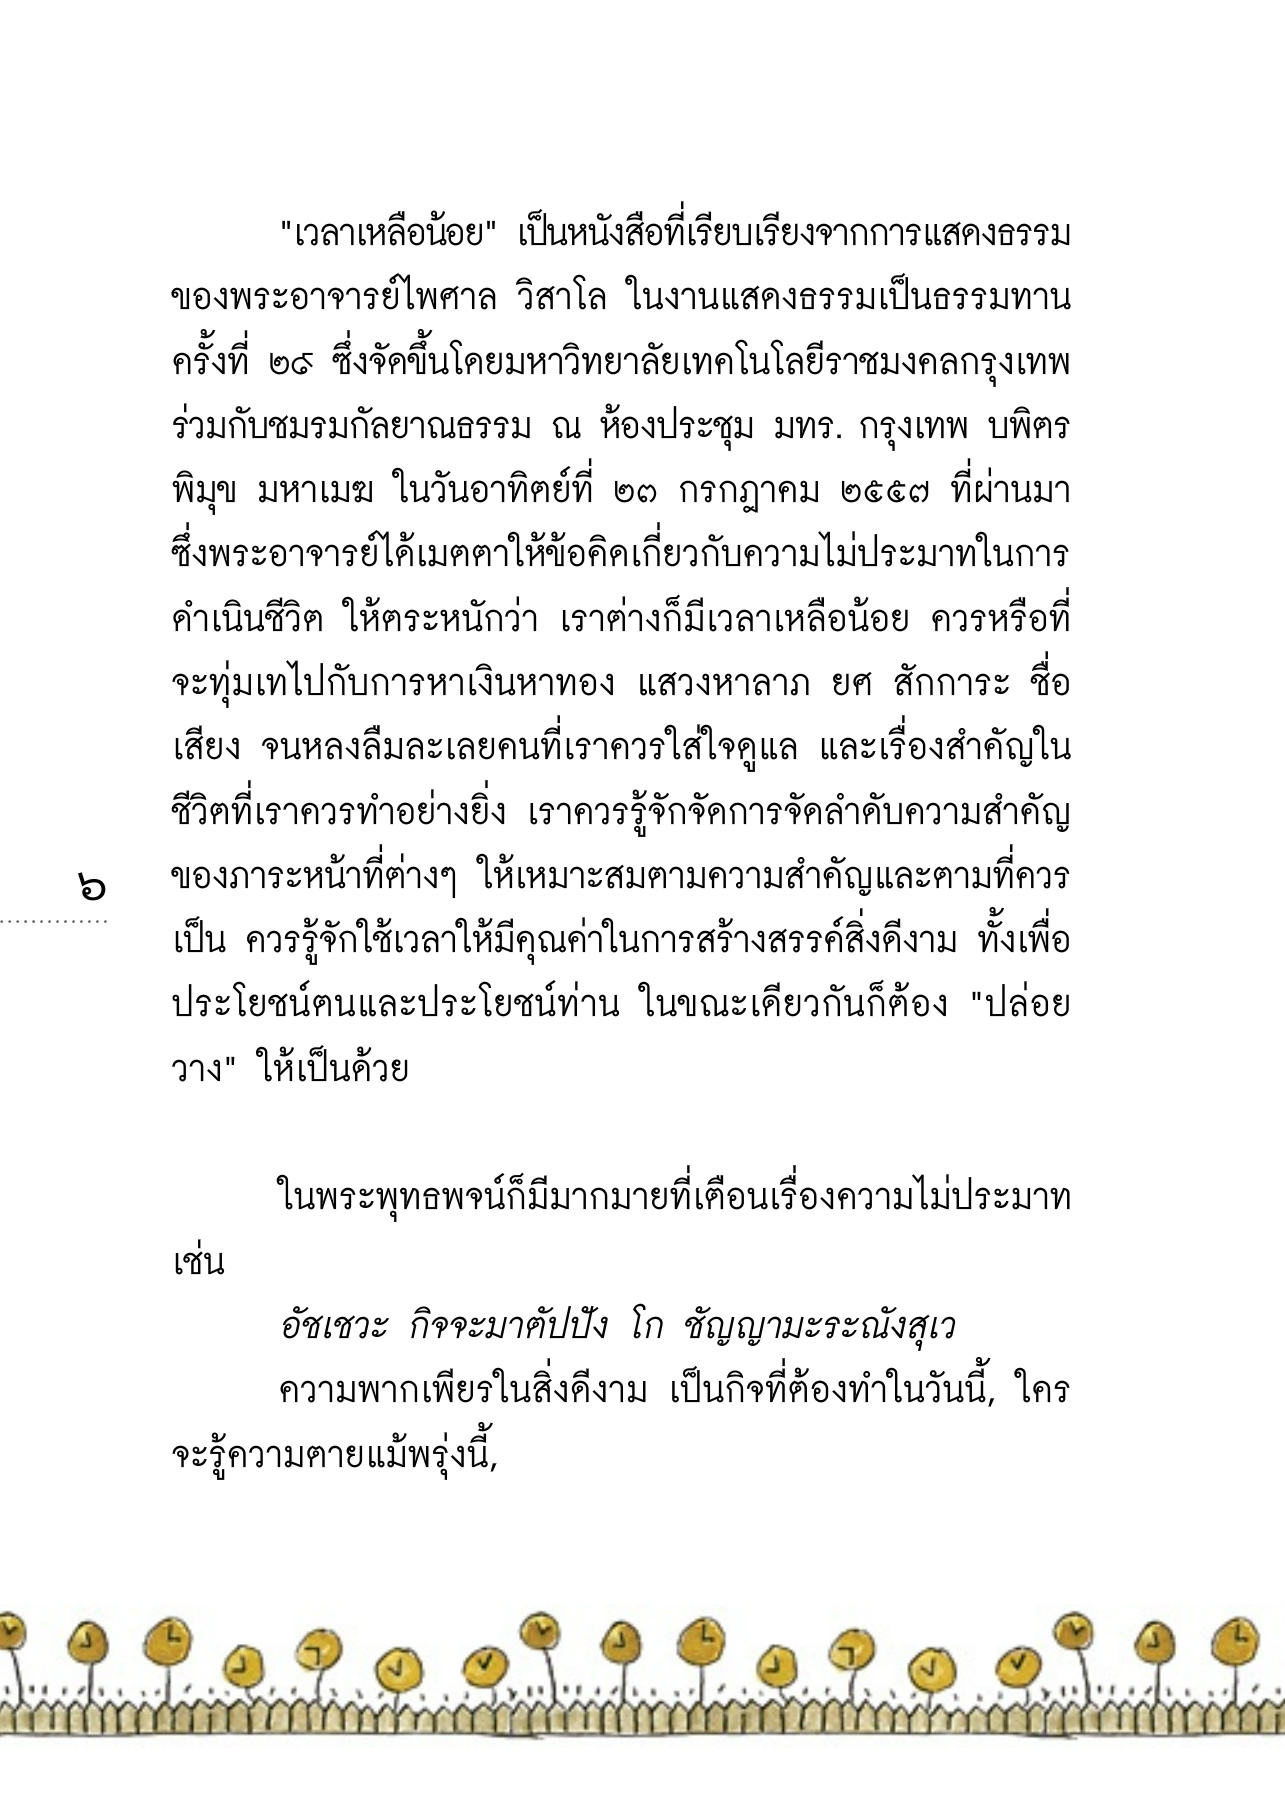 "เวลาเหลือน้อย" เป็นหนังสือที่เรียบเรียงจากการแสดงธรรม
ของพระอาจารย์ไพศาล วิสาโล ในงานแสดงธรรมเป็นธรรมทาน
ครั้งที่ ๒๙ ซึ่งจัดขึ้นโดยมหาวิทยาลัยเทคโนโลยีราชมงคลกรุงเทพ
ร่วมกับชมรมกัลยาณธรรม ณ ห้องประชุม มทร. กรุงเทพ บพิตร
พิมุข มหาเมฆ ในวันอาทิตย์ที่ ๒๓ กรกฎาคม ๒๕๕๗ ที่ผ่านมา
ซึ่งพระอาจารย์ได้เมตตาให้ข้อคิดเกี่ยวกับความไม่ประมาทในการ
ดำเนินชีวิต ให้ตระหนักว่า เราต่างก็มีเวลาเหลือน้อย ควรหรือที่
จะทุ่มเทไปกับการหาเงินหาทอง แสวงหาลาภ ยศ สักการะ ชื่อ
เสียง จนหลงลืมละเลยคนที่เราควรใส่ใจดูแล และเรื่องสำคัญใน
ชีวิตที่เราควรทำอย่างยิ่ง เราควรรู้จักจัดการจัดลำดับความสำคัญ
ของภาระหน้าที่ต่างๆ ให้เหมาะสมตามความสำคัญและตามที่ควร
๖
เป็น ควรรู้จักใช้เวลาให้มีคุณค่าในการสร้างสรรค์สิ่งดีงาม ทั้งเพื่อ
ประโยชน์ตนและประโยชน์ท่าน ในขณะเดียวกันก็ต้อง "ปล่อย
วาง" ให้เป็นด้วย
ในพระพุทธพจน์ก็มีมากมายที่เตือนเรื่องความไม่ประมาท
เช่น
อัชเชวะ กิจจะมาตัปปัง โก ชัญญามะระณังสุเว
ความพากเพียรในสิ่งดีงาม เป็นกิจที่ต้องทำในวันนี้, ใคร
จะรู้ความตายแม้พรุ่งนี้,